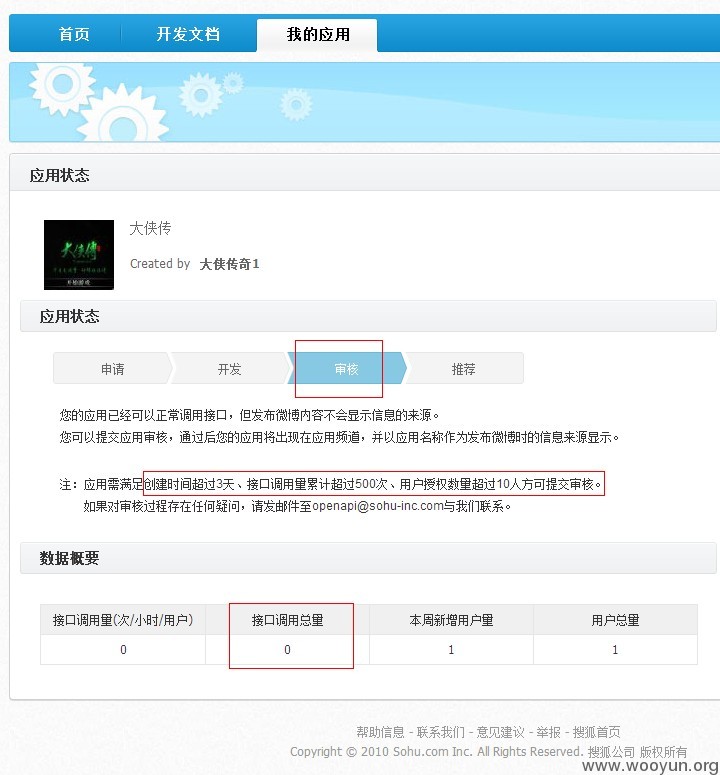 首页 开发文档 我的应用
应用状态
大侠传
大侠传
开始游戏
Created by 大侠传奇1
应用状态
申请 开发 审核 推荐
您的应用已经可以正常调用接口，但发布微博内容不会显示信息的来源。
您可以提交应用审核，通过后您的应用将出现在应用频道，并以应用名称作为发布微博时的信息来源显示。
注：应用需满足创建时间超过3天、接口调用量累计超过500次、用户授权数量超过10人方可提交审核。
如果对审核过程存在任何疑问，请发邮件至openapi@sohu-inc.com与我们联系。
数据概要
接口调用量(次/小时/用户) 接口调用总量 本周新增用户量 用户总量
0 0 1 1
帮助信息 - 联系我们 - 意见建议 - 举报 - 搜狐首页
Copyright © 2010 Sohu.com Inc. All Rights Reserved. 搜狐公司 版权所有
www.wooyun.org